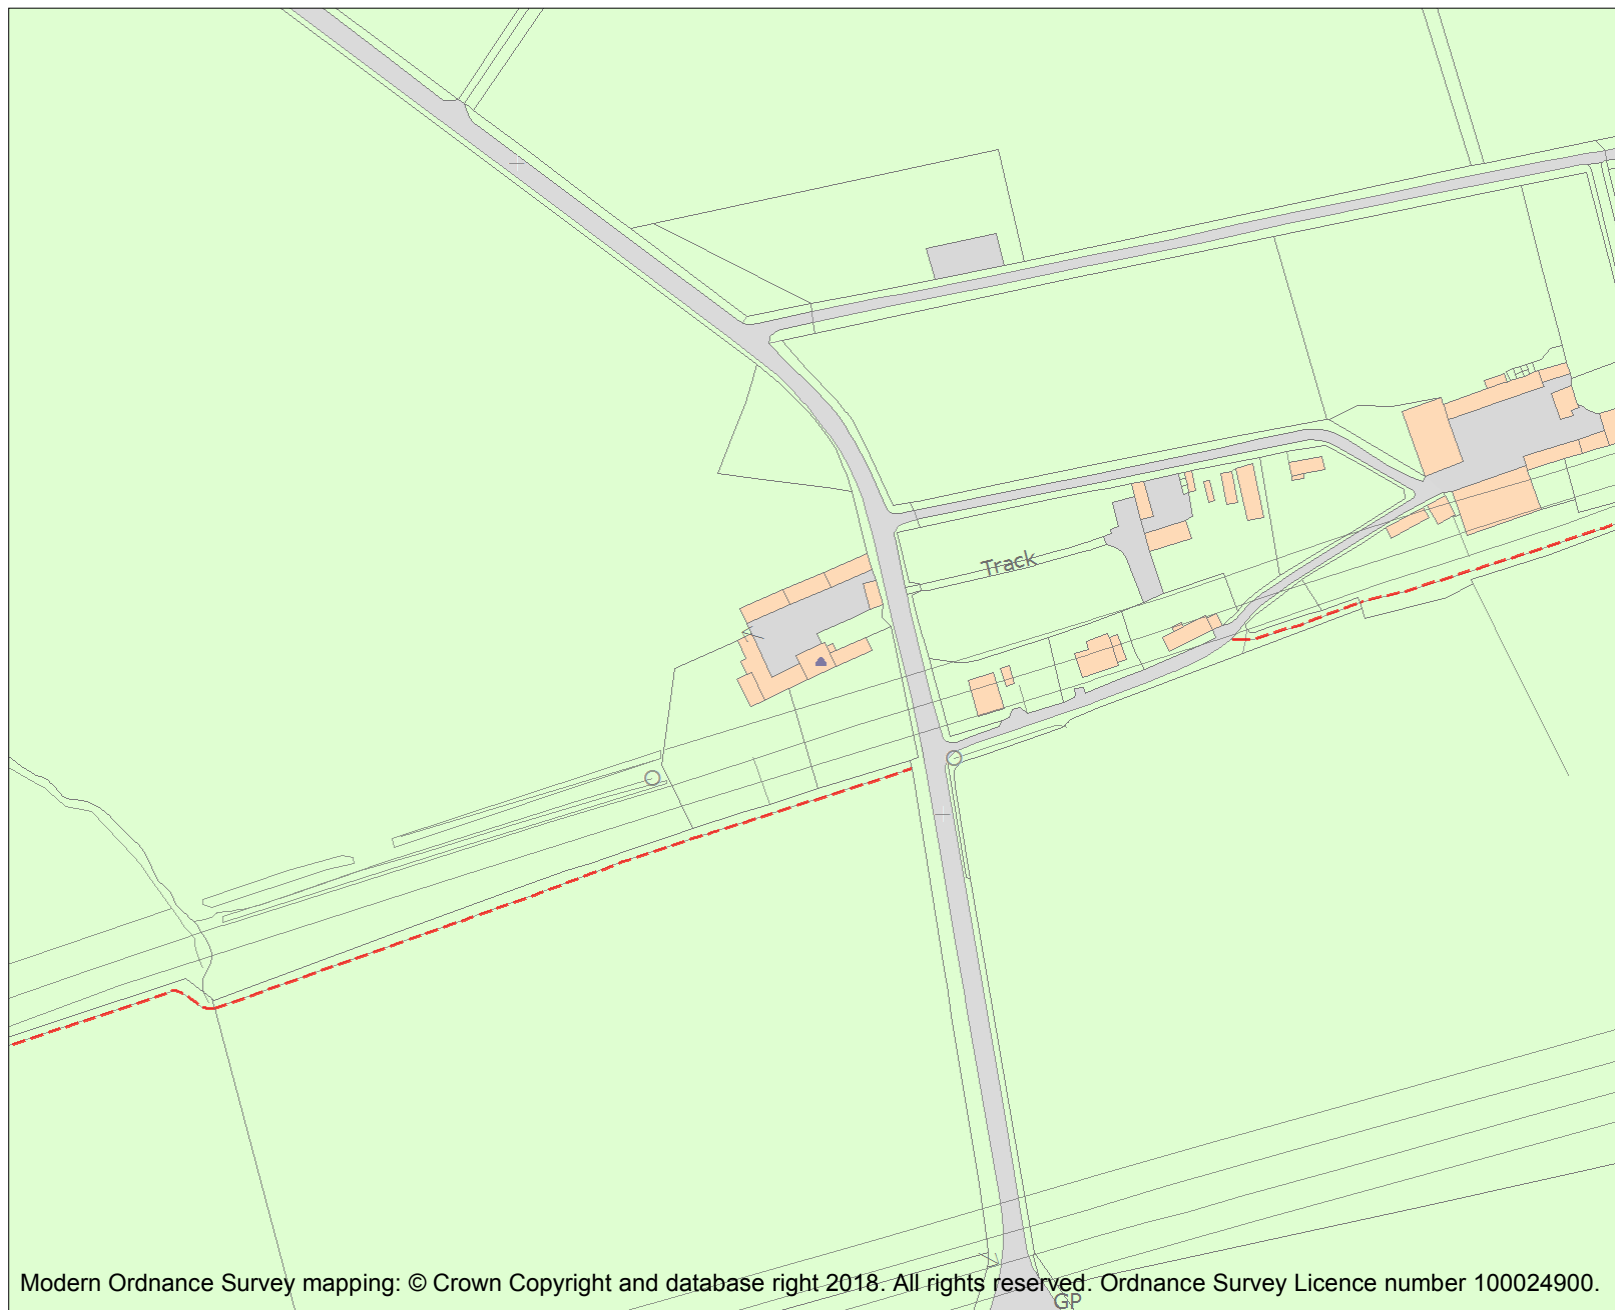 Track
Modern Ordnance Survey mapping: © Crown Copyright and database right 2018. All rights reserved. Ordnance Survey Licence number 100024900.
GP